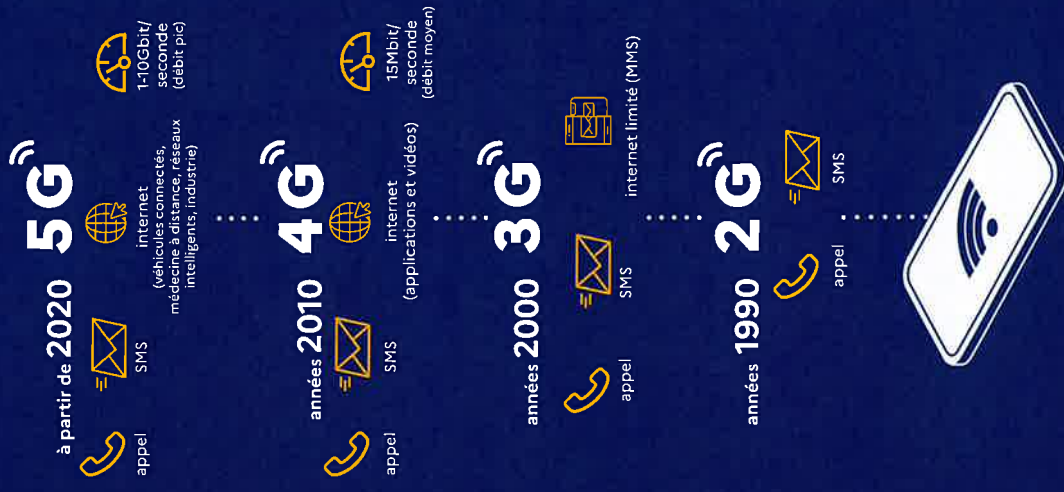 à partir de 2020 5G
appel
SMS
internet
(véhicules connectés,
médecine à distance, réseaux
intelligents, industrie)
1-10Gbit/
seconde
(débit pic)
années 2010 4G
appel
SMS
internet
(applications et vidéos)
15Mbit/
seconde
(débit moyen)
années 2000 3G
appel
SMS
internet limité (MMS)
années 1990 2G
appel
SMS